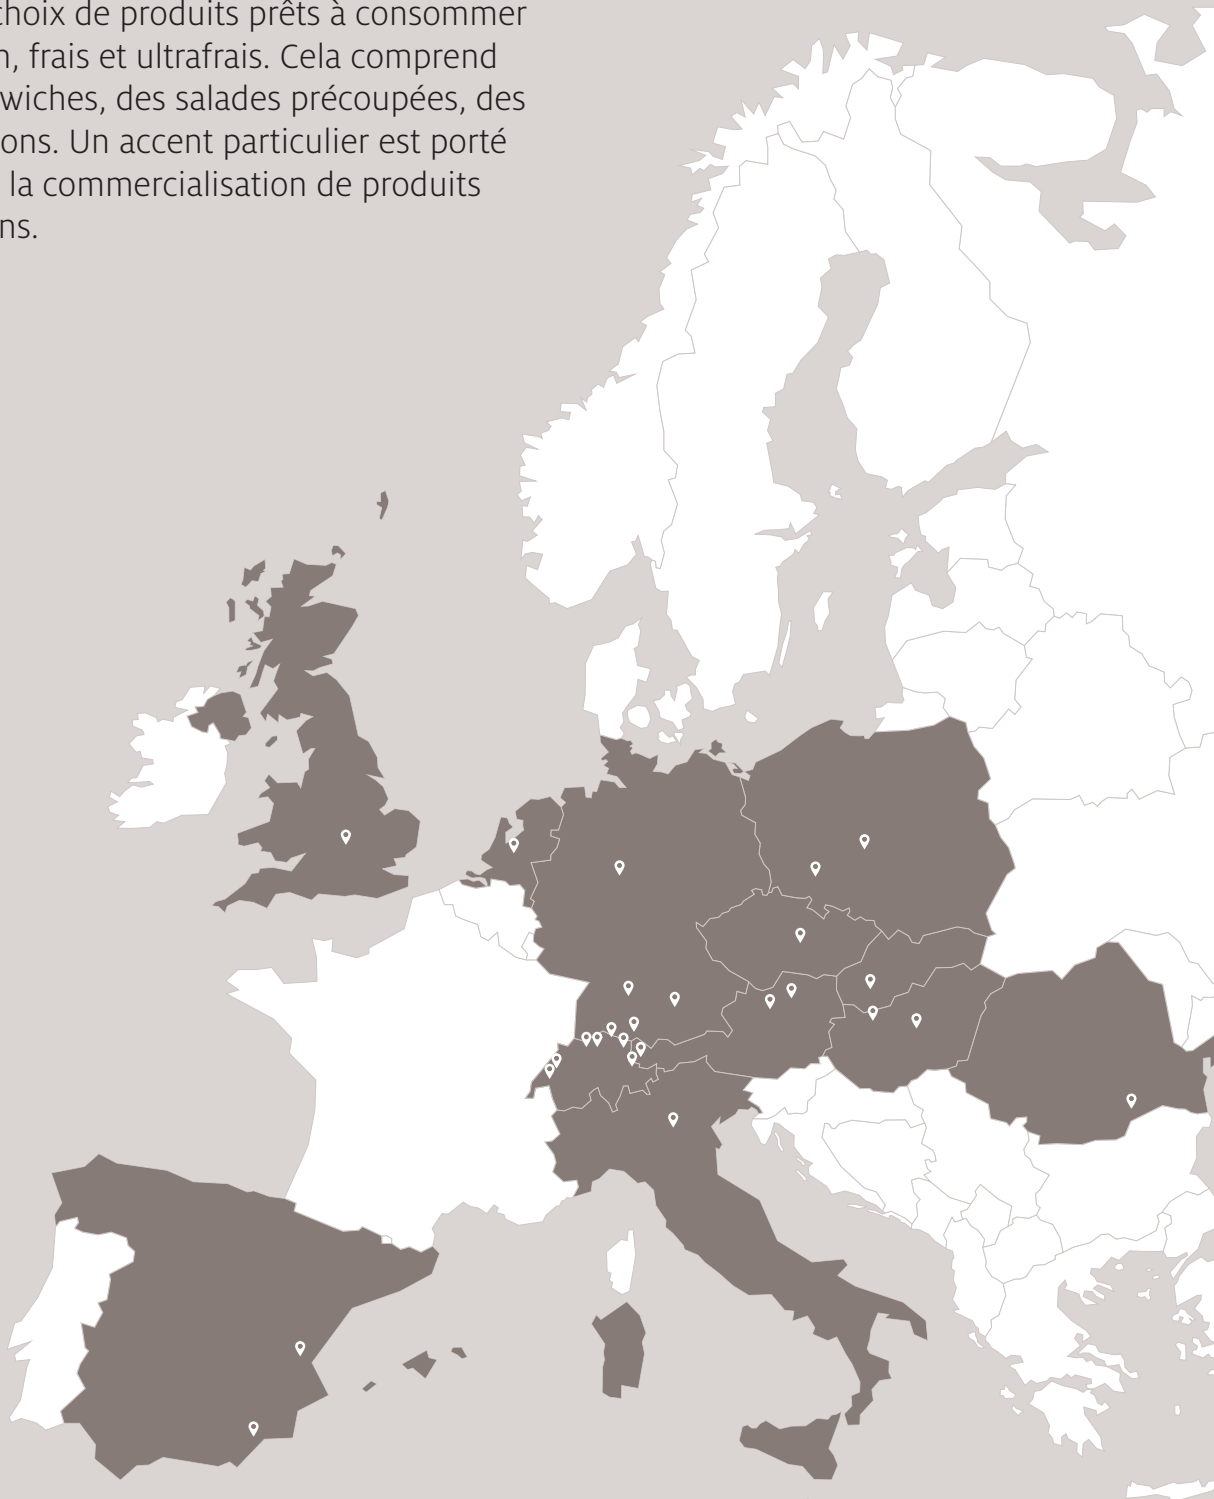 choix de produits prêts à consommer
n, frais et ultrafrais. Cela comprend
wiches, des salades précoupées, des
ons. Un accent particulier est porté
la commercialisation de produits
ns.